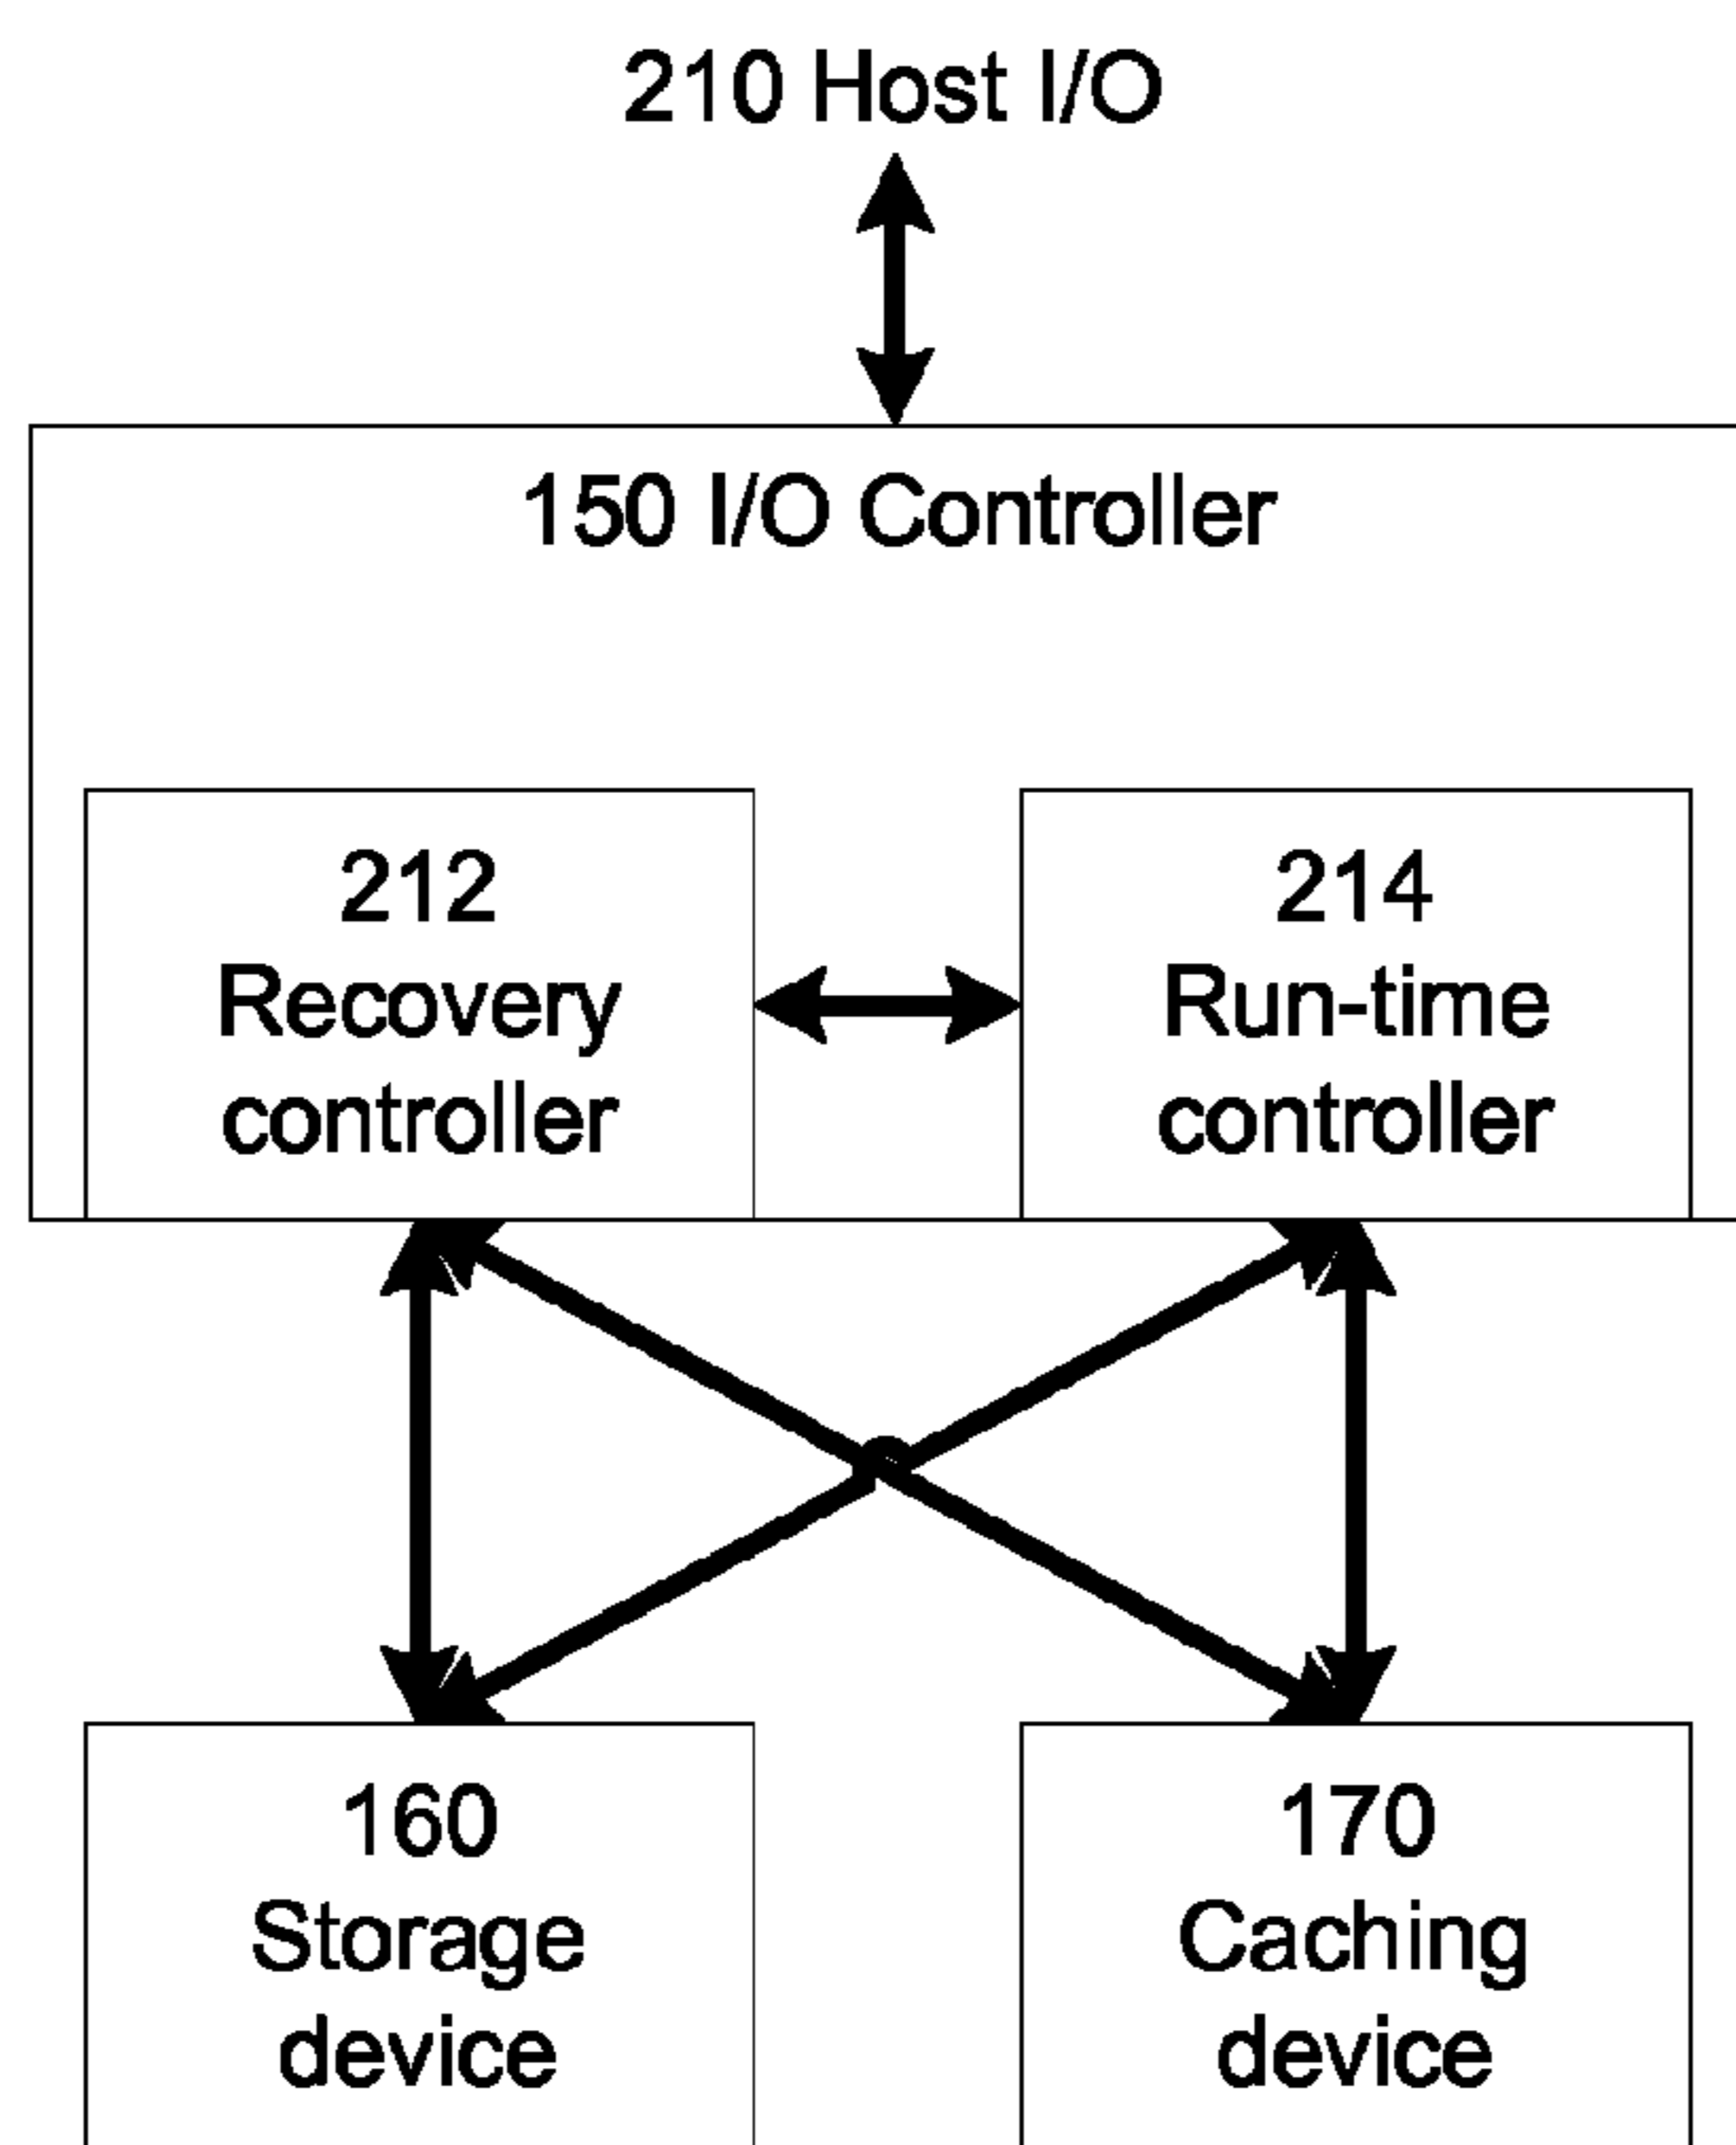 210 Host I/O
150 I/O Controller
212
Recovery
controller
214
Run-time
controller
160
Storage
device
170
Caching
device